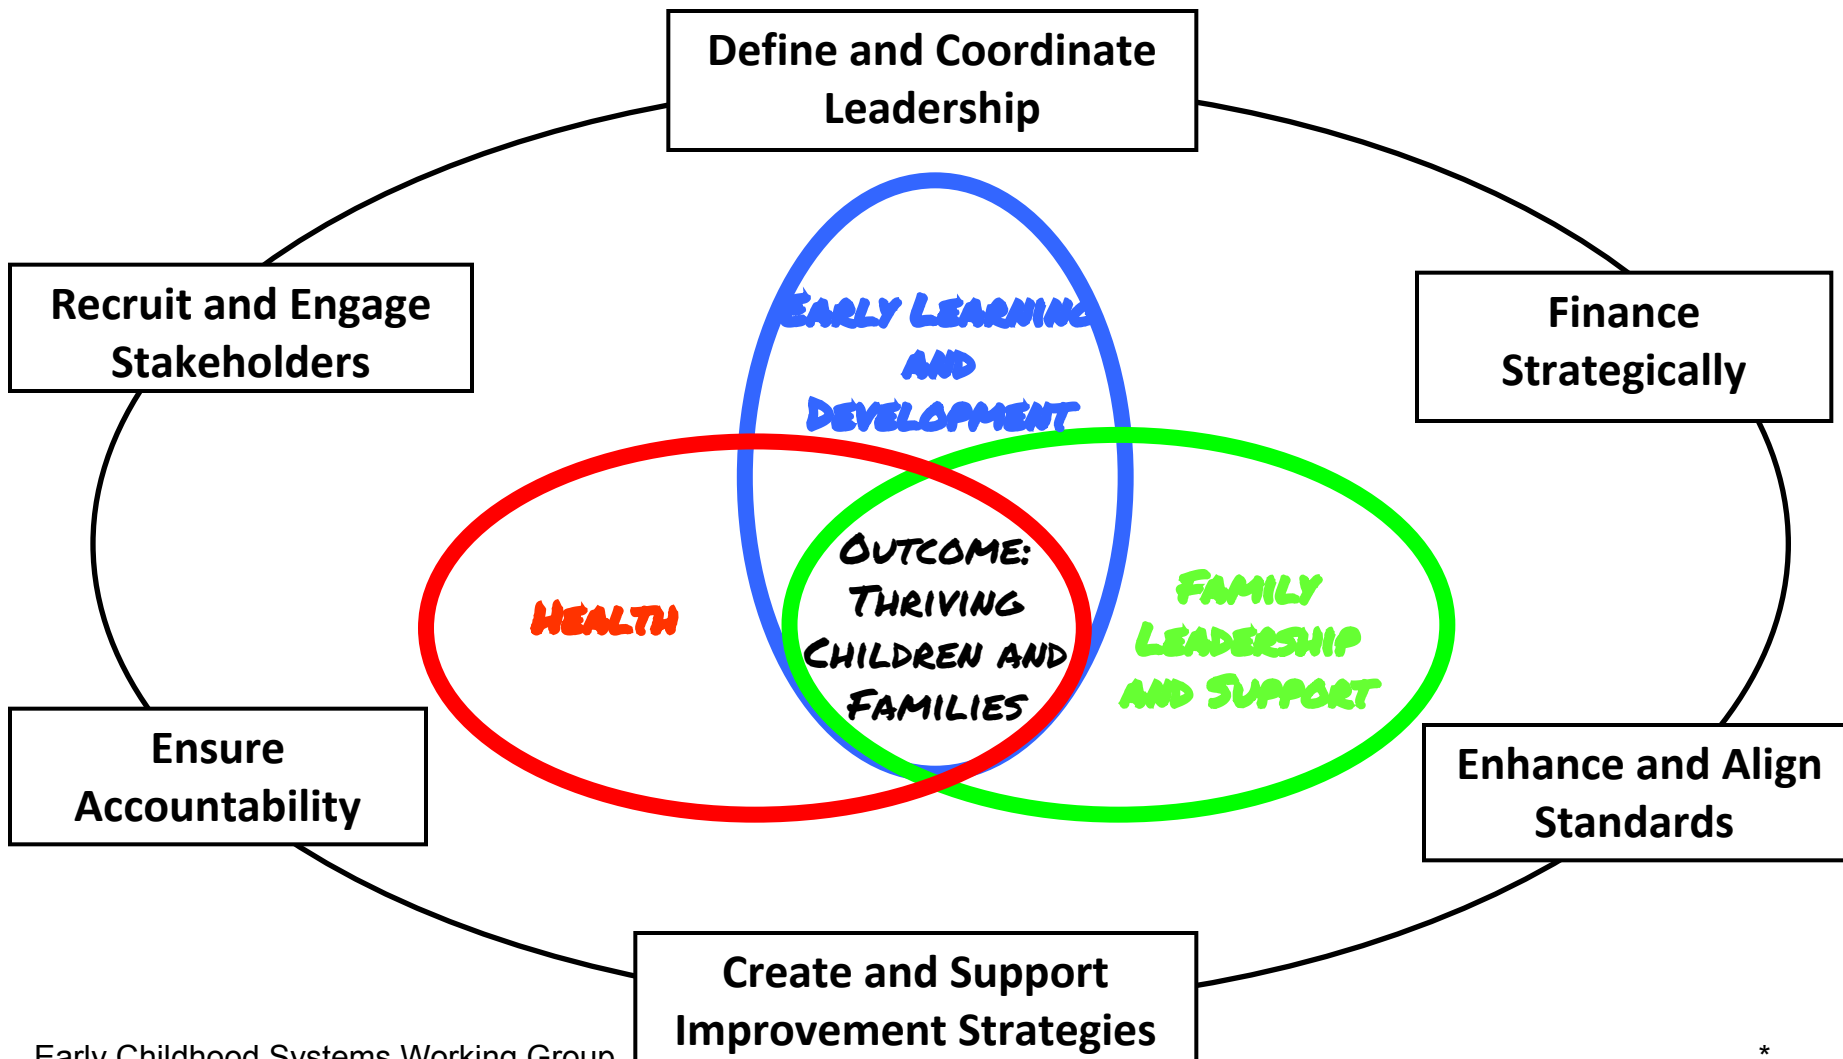 Define and Coordinate
Leadership
Recruit and Engage
Stakeholders
Finance
Strategically
Early Learning
and
Development
Outcome:
Thriving
Children and
Families
Health
Family
Leadership
and Support
Ensure
Accountability
Enhance and Align
Standards
Create and Support
Improvement Strategies
Early Childhood Systems Working Group
*